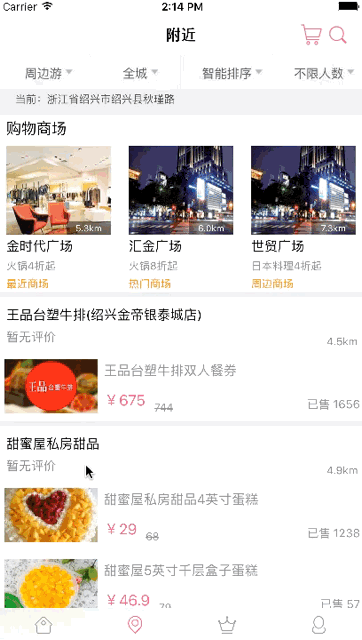 Carrier 2:14 PM
附近
周边游 全城 智能排序 不限人数
当前：浙江省绍兴市绍兴县秋瑾路
购物商场
5.3km 6.0km 7.3km
金时代广场 汇金广场 世贸广场
火锅4折起 火锅8折起 日本料理4折起
最近商场 热门商场 周边商场
王品台塑牛排(绍兴金帝银泰城店)
暂无评价
4.5km
王品台塑牛排
王品台塑牛排双人餐券
￥675 744 已售 1656
甜蜜屋私房甜品
暂无评价
4.9km
甜蜜屋私房甜品4英寸蛋糕
￥29 68 已售 1238
甜蜜屋5英寸千层盒子蛋糕
￥46.9 79 已售 57